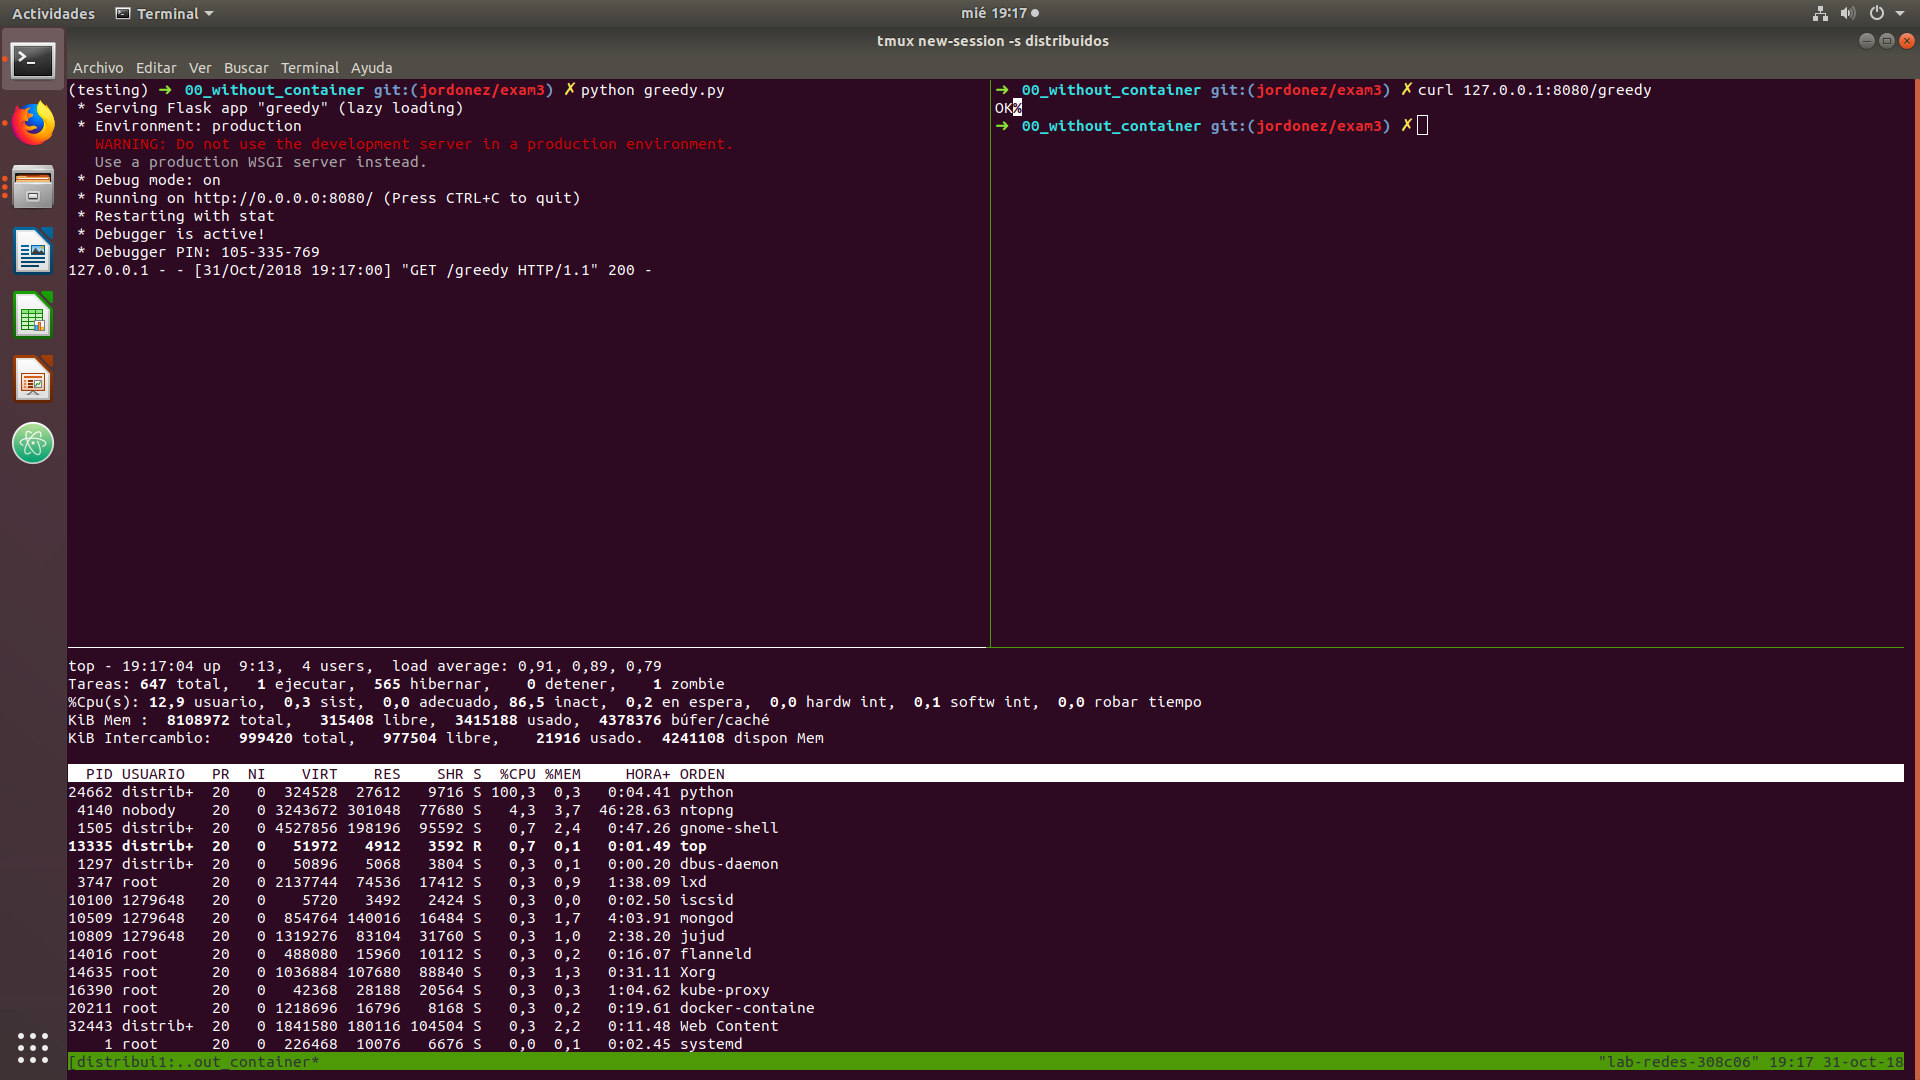 Actividades Terminal mié 19:17
tmux new-session -s distribuidos
Archivo Editar Ver Buscar Terminal Ayuda
(testing) ➜ 00_without_container git:(jordonez/exam3) ✗ python greedy.py
* Serving Flask app "greedy" (lazy loading)
* Environment: production
WARNING: Do not use the development server in a production environment.
Use a production WSGI server instead.
* Debug mode: on
* Running on http://0.0.0.0:8080/ (Press CTRL+C to quit)
* Restarting with stat
* Debugger is active!
* Debugger PIN: 105-335-769
127.0.0.1 - - [31/Oct/2018 19:17:00] "GET /greedy HTTP/1.1" 200 -
➜ 00_without_container git:(jordonez/exam3) ✗ curl 127.0.0.1:8080/greedy
OK%
➜ 00_without_container git:(jordonez/exam3) ✗
top - 19:17:04 up 9:13, 4 users, load average: 0,91, 0,89, 0,79
Tareas: 647 total, 1 ejecutar, 565 hibernar, 0 detener, 1 zombie
%Cpu(s): 12,9 usuario, 0,3 sist, 0,0 adecuado, 86,5 inact, 0,2 en espera, 0,0 hardw int, 0,1 softw int, 0,0 robar tiempo
KiB Mem : 8108972 total, 315408 libre, 3415188 usado, 4378376 búfer/caché
KiB Intercambio: 999420 total, 977504 libre, 21916 usado. 4241108 dispon Mem
PID USUARIO PR NI VIRT RES SHR S %CPU %MEM HORA+ ORDEN
24662 distrib+ 20 0 324528 27612 9716 S 100,3 0,3 0:04.41 python
4140 nobody 20 0 3243672 301048 77680 S 4,3 3,7 46:28.63 ntopng
1505 distrib+ 20 0 4527856 198196 95592 S 0,7 2,4 0:47.26 gnome-shell
13335 distrib+ 20 0 51972 4912 3592 R 0,7 0,1 0:01.49 top
1297 distrib+ 20 0 50896 5068 3804 S 0,3 0,1 0:00.20 dbus-daemon
3747 root 20 0 2137744 74536 17412 S 0,3 0,9 1:38.09 lxd
10100 1279648 20 0 5720 3492 2424 S 0,3 0,0 0:02.50 iscsid
10509 1279648 20 0 854764 140016 16484 S 0,3 1,7 4:03.91 mongod
10809 1279648 20 0 1319276 83104 31760 S 0,3 1,0 2:38.20 jujud
14016 root 20 0 488080 15960 10112 S 0,3 0,2 0:16.07 flanneld
14635 root 20 0 1036884 107680 88840 S 0,3 1,3 0:31.11 Xorg
16390 root 20 0 42368 28188 20564 S 0,3 0,3 1:04.62 kube-proxy
20211 root 20 0 1218696 16796 8168 S 0,3 0,2 0:19.61 docker-containe
32443 distrib+ 20 0 1841580 180116 104504 S 0,3 2,2 0:11.48 Web Content
1 root 20 0 226468 10076 6676 S 0,0 0,1 0:02.45 systemd
[distribui1:..out_container* "lab-redes-308c06" 19:17 31-oct-18